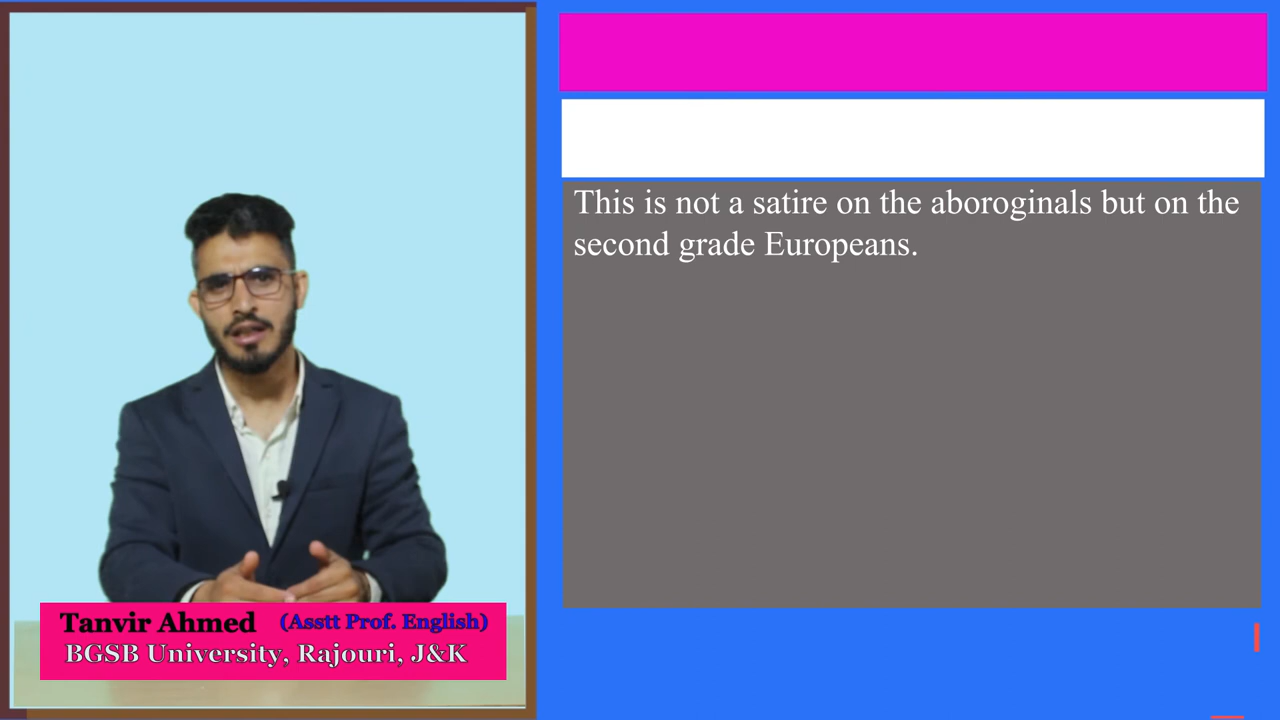 This is not a satire on the aboroginals but on the
second grade Europeans.
Tanvir Ahmed (Asstt Prof. English)
BGSB University, Rajouri, J&K